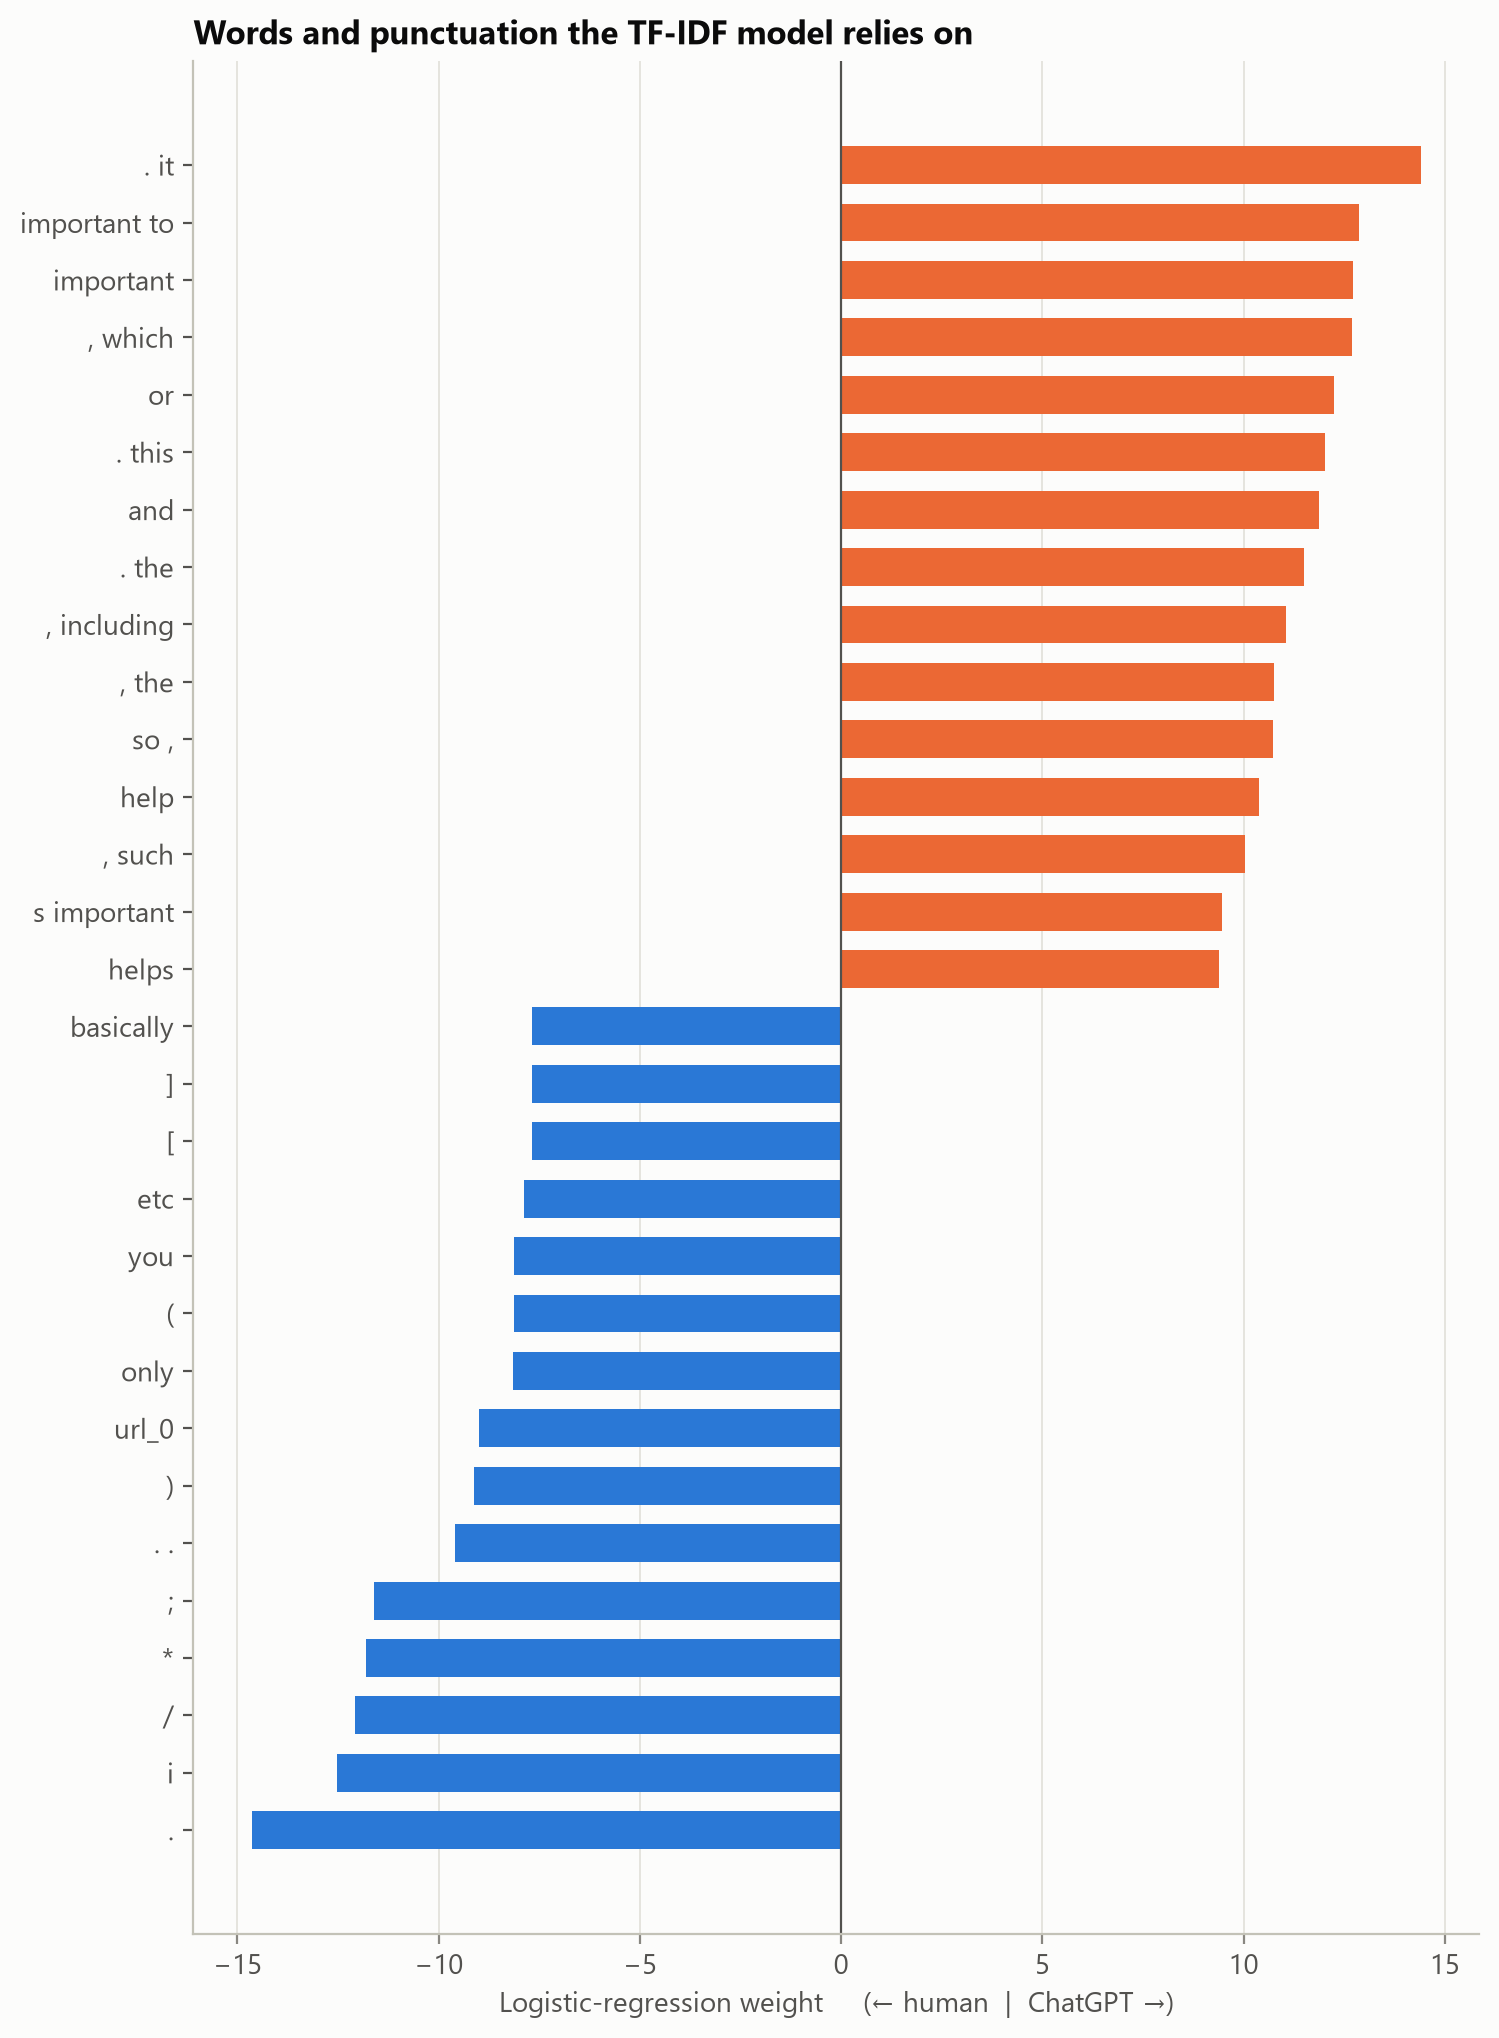 Words and punctuation the TF-IDF model relies on
. it
important to
important
, which
or
. this
and
. the
, including
, the
so ,
help
, such
s important
helps
basically
]
[
etc
you
(
only
url_0
)
. .
;
*
/
i
.
−15 −10 −5 0 5 10 15
Logistic-regression weight (← human | ChatGPT →)